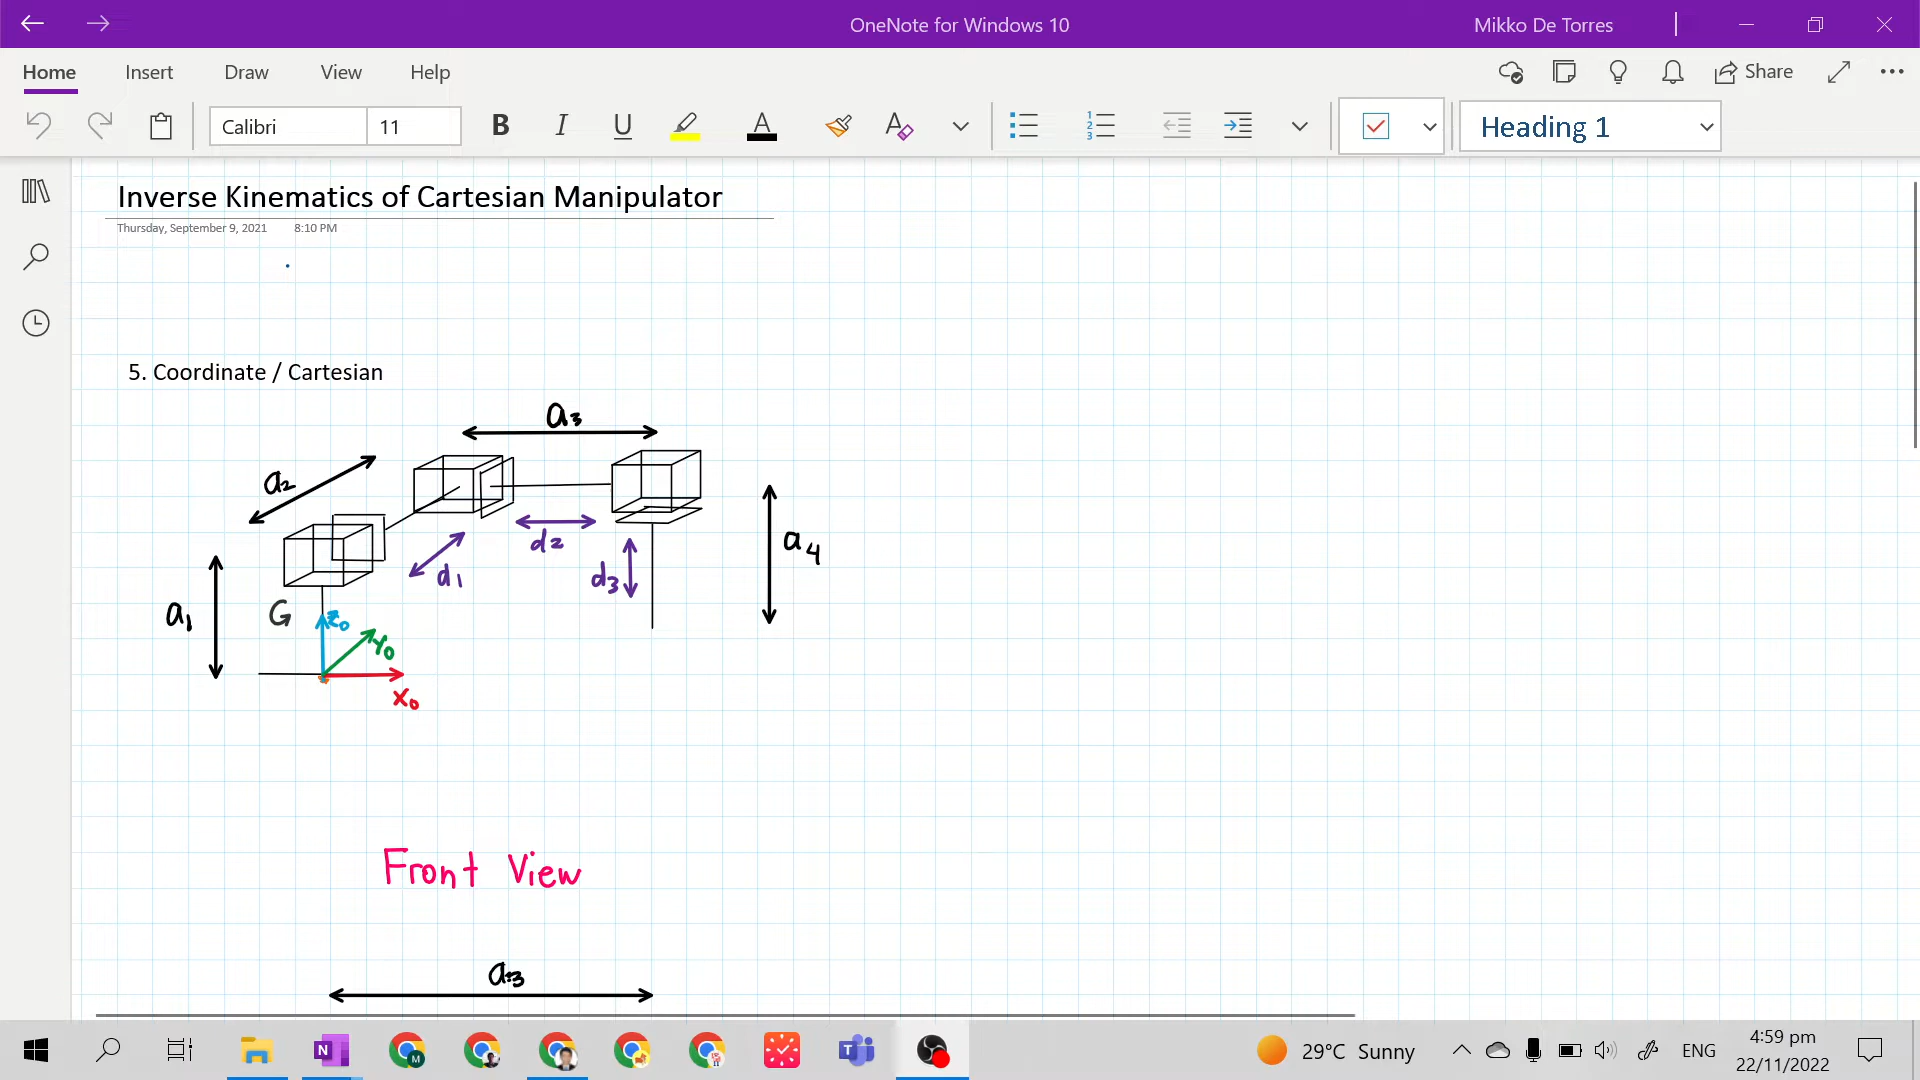 OneNote for Windows 10
Mikko De Torres
Home Insert Draw View Help
Share
Calibri 11 B I U A A Heading 1
Inverse Kinematics of Cartesian Manipulator
Thursday, September 9, 2021 8:10 PM
5. Coordinate / Cartesian
a3
a2
d2
a4
d1
d3
a1
G
Z0
Y0
X0
Front View
a3
29°C Sunny
ENG
4:59 pm
22/11/2022